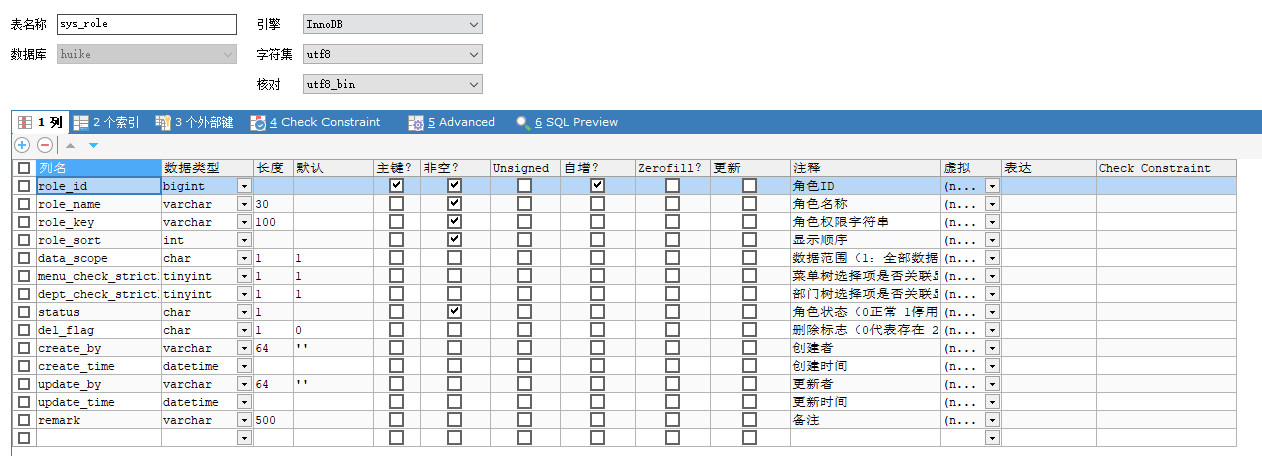 表名称 sys_role 引擎 InnoDB
数据库 huike 字符集 utf8
核对 utf8_bin
1 列 2 个索引 3 个外部键 4 Check Constraint 5 Advanced 6 SQL Preview
列名 数据类型 长度 默认 主键? 非空? Unsigned 自增? Zerofill? 更新 注释 虚拟 表达 Check Constraint
role_id bigint 角色ID (n...
role_name varchar 30 角色名称 (n...
role_key varchar 100 角色权限字符串 (n...
role_sort int 显示顺序 (n...
data_scope char 1 1 数据范围（1: 全部数据 (n...
menu_check_strict tinyint 1 1 菜单树选择项是否关联显 (n...
dept_check_strict tinyint 1 1 部门树选择项是否关联显 (n...
status char 1 角色状态（0正常 1停用 (n...
del_flag char 1 0 删除标志（0代表存在 2 (n...
create_by varchar 64 '' 创建者 (n...
create_time datetime 创建时间 (n...
update_by varchar 64 '' 更新者 (n...
update_time datetime 更新时间 (n...
remark varchar 500 备注 (n...